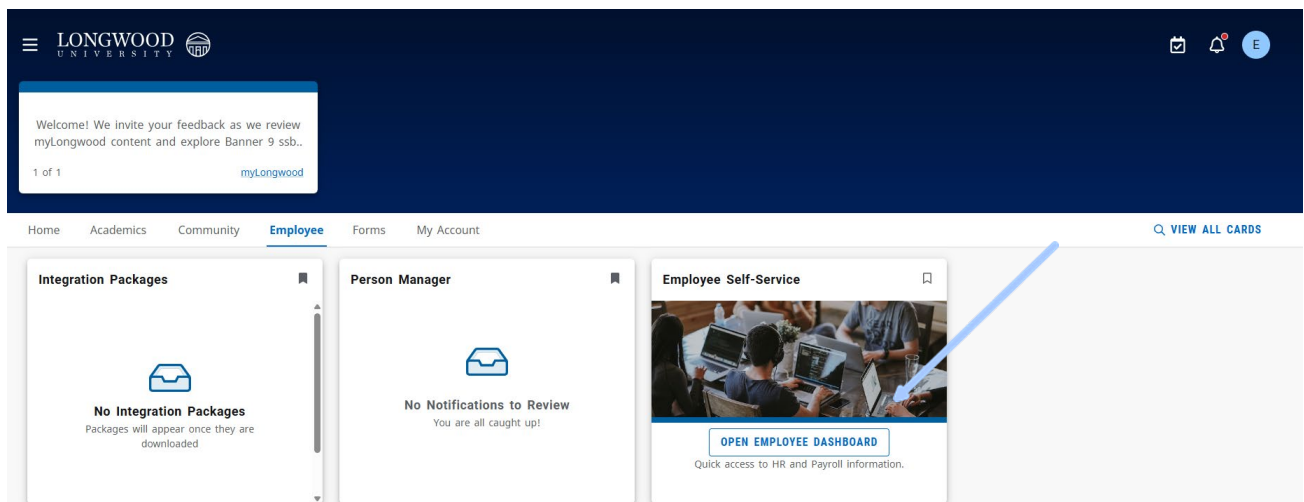 LONGWOOD
UNIVERSITY
E
Welcome! We invite your feedback as we review
myLongwood content and explore Banner 9 ssb..
1 of 1
myLongwood
Home Academics Community Employee Forms My Account
VIEW ALL CARDS
Integration Packages
No Integration Packages
Packages will appear once they are
downloaded
Person Manager
No Notifications to Review
You are all caught up!
Employee Self-Service
OPEN EMPLOYEE DASHBOARD
Quick access to HR and Payroll information.